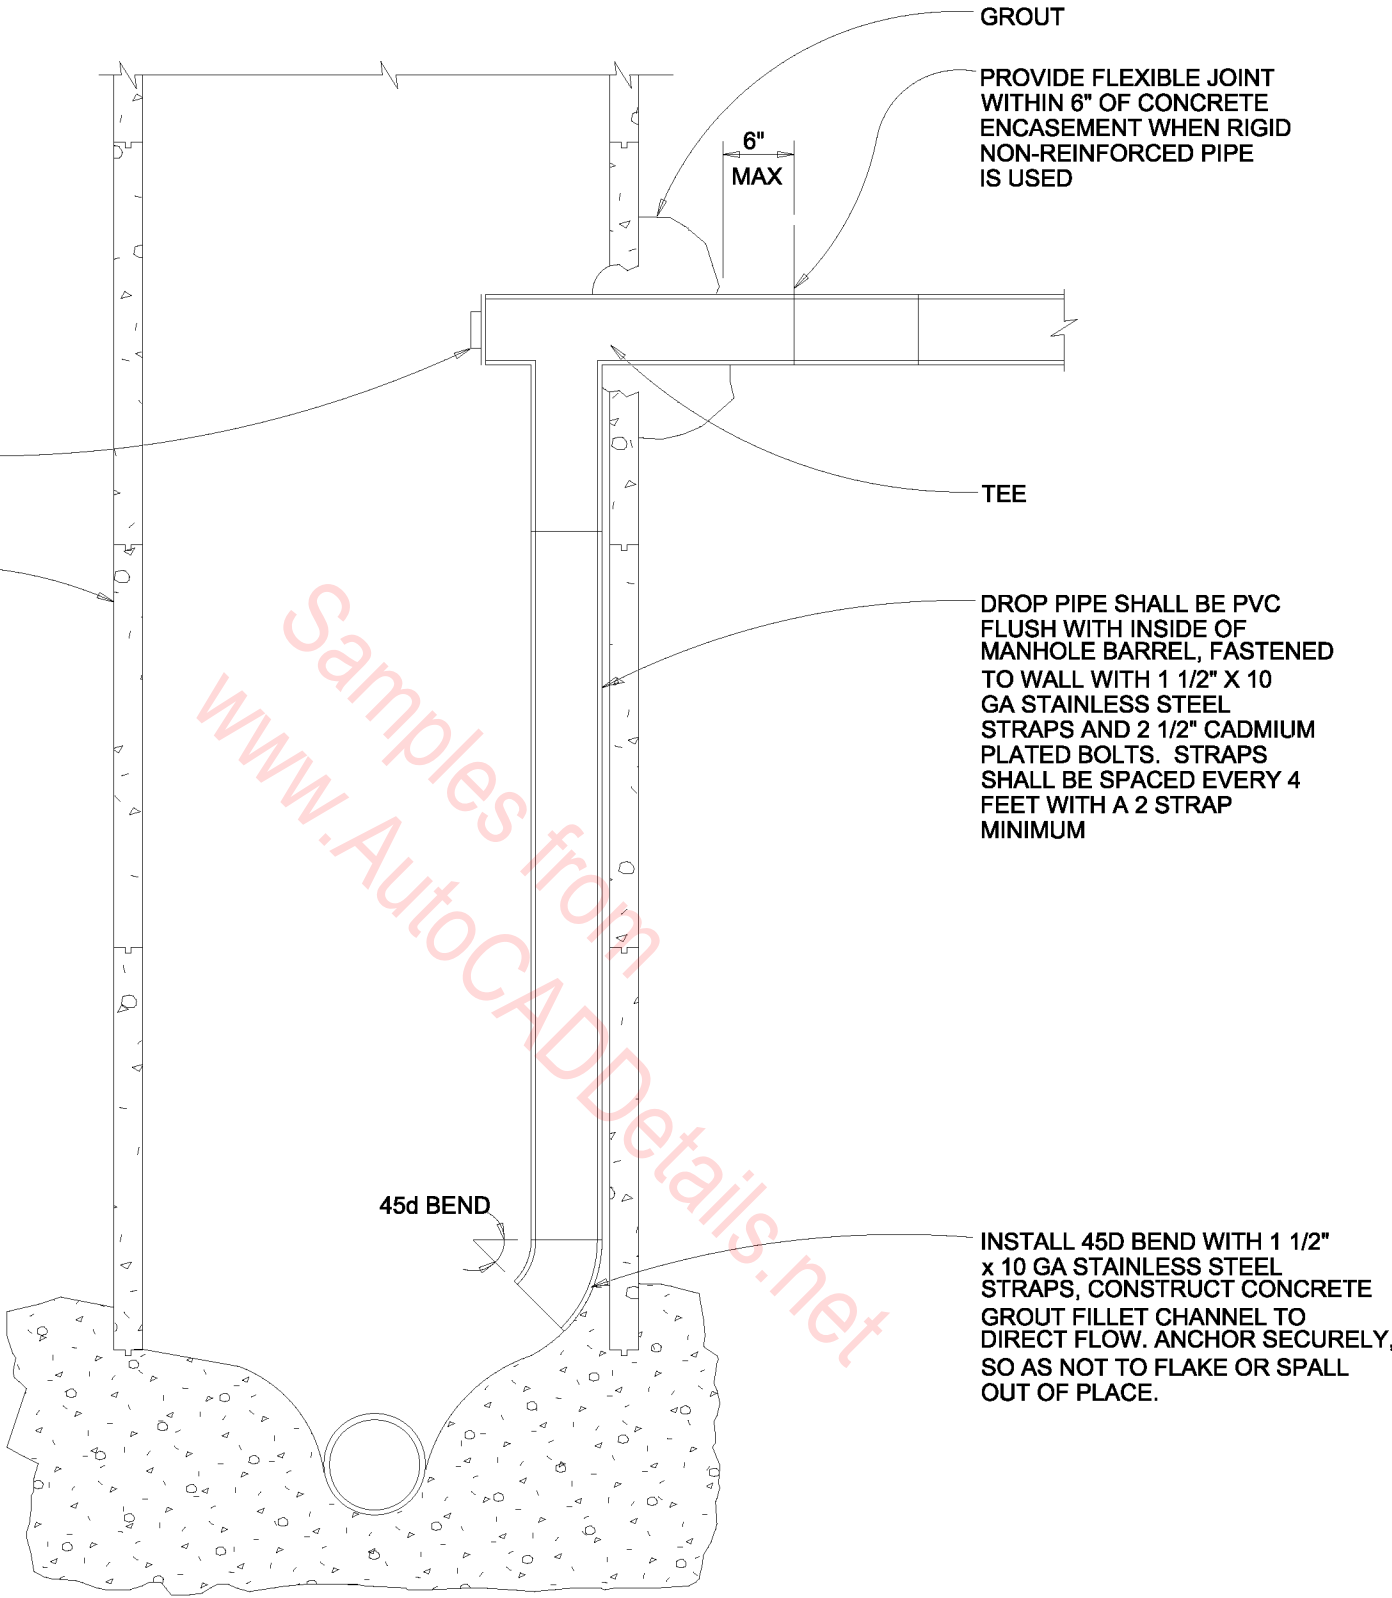 GROUT
PROVIDE FLEXIBLE JOINT
WITHIN 6" OF CONCRETE
ENCASEMENT WHEN RIGID
NON-REINFORCED PIPE
IS USED
6"
MAX
TEE
DROP PIPE SHALL BE PVC
FLUSH WITH INSIDE OF
MANHOLE BARREL, FASTENED
TO WALL WITH 1 1/2" X 10
GA STAINLESS STEEL
STRAPS AND 2 1/2" CADMIUM
PLATED BOLTS. STRAPS
SHALL BE SPACED EVERY 4
FEET WITH A 2 STRAP
MINIMUM
Samples from
www.AutoCADDetails.net
45d BEND
INSTALL 45D BEND WITH 1 1/2"
x 10 GA STAINLESS STEEL
STRAPS, CONSTRUCT CONCRETE
GROUT FILLET CHANNEL TO
DIRECT FLOW. ANCHOR SECURELY,
SO AS NOT TO FLAKE OR SPALL
OUT OF PLACE.